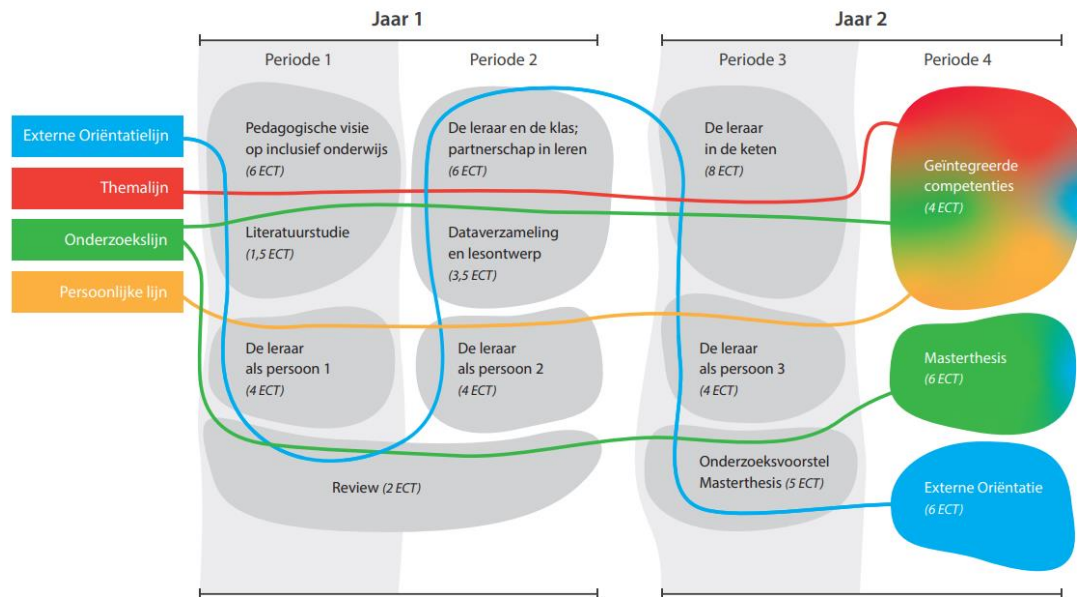 Jaar 1
Jaar 2
Periode 1
Periode 2
Periode 3
Periode 4
Externe Oriëntatielijn
Themalijn
Onderzoekslijn
Persoonlijke lijn
Pedagogische visie
op inclusief onderwijs
(6 ECT)
Literatuurstudie
(1,5 ECT)
De leraar
als persoon 1
(4 ECT)
De leraar en de klas;
partnerschap in leren
(6 ECT)
Dataverzameling
en lesontwerp
(3,5 ECT)
De leraar
als persoon 2
(4 ECT)
Review (2 ECT)
De leraar
in de keten
(8 ECT)
De leraar
als persoon 3
(4 ECT)
Onderzoeksvoorstel
Masterthesis (5 ECT)
Geïntegreerde
competenties
(4 ECT)
Masterthesis
(6 ECT)
Externe Oriëntatie
(6 ECT)